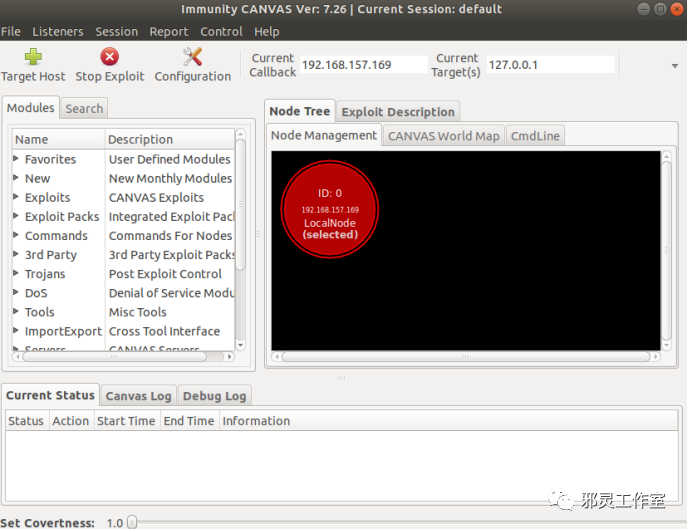 Immunity CANVAS Ver: 7.26 | Current Session: default
File Listeners Session Report Control Help
Target Host Stop Exploit Configuration
Current Callback 192.168.157.169
Current Target(s) 127.0.0.1
Modules Search
Name Description
Favorites User Defined Modules
New New Monthly Modules
Exploits CANVAS Exploits
Exploit Packs Integrated Exploit Pac
Commands Commands For Nodes
3rd Party 3rd Party Exploit Packs
Trojans Post Exploit Control
DoS Denial of Service Modu
Tools Misc Tools
ImportExport Cross Tool Interface
Servers CANVAS Servers
Node Tree Exploit Description
Node Management CANVAS World Map CmdLine
ID: 0
192.168.157.169
LocalNode
(selected)
Current Status Canvas Log Debug Log
Status Action Start Time End Time Information
邪灵工作室
Set Covertness: 1.0